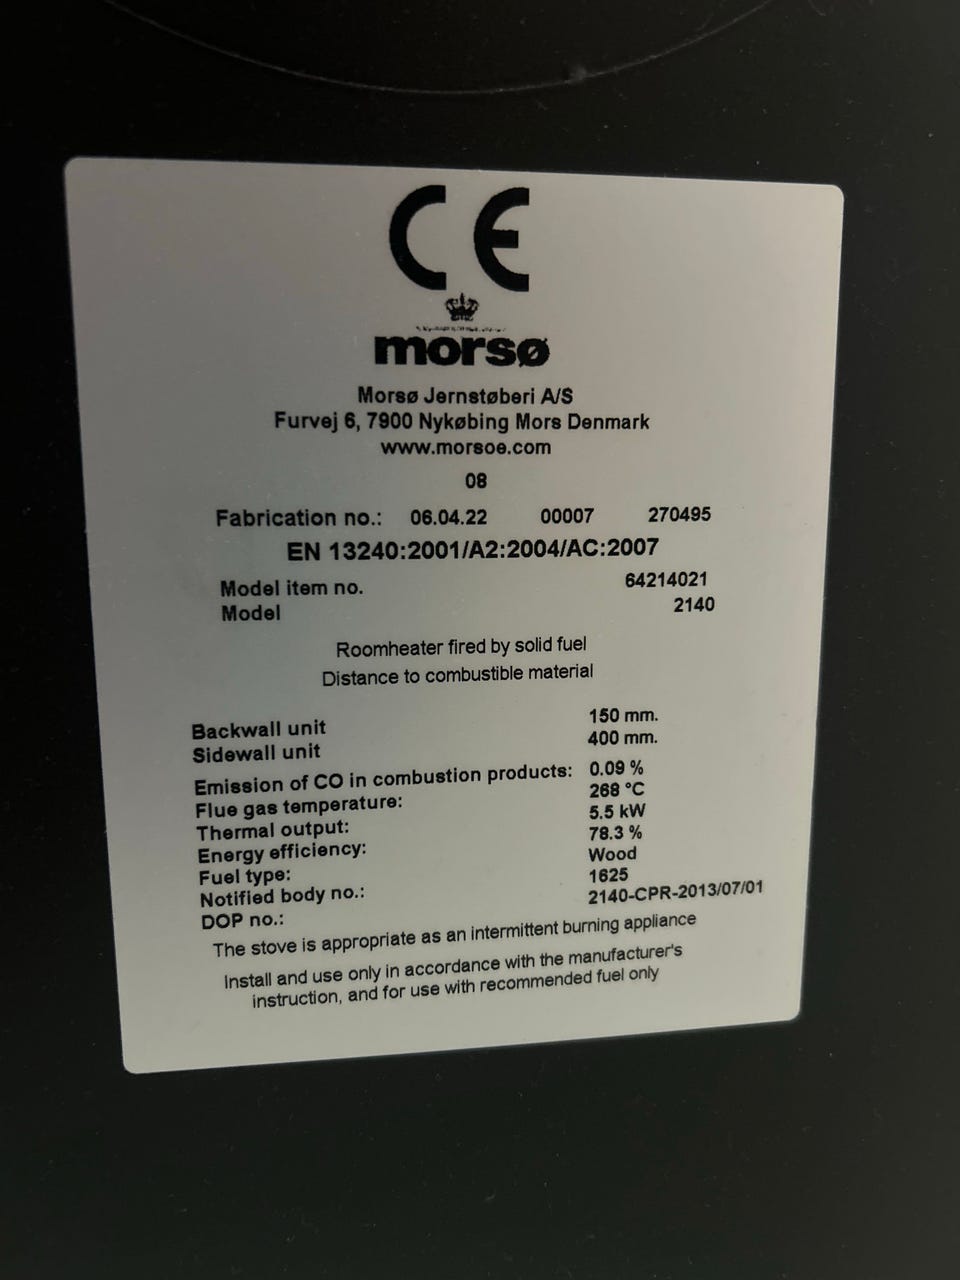 CE
morsø
Morsø Jernstøberi A/S
Furvej 6, 7900 Nykøbing Mors Denmark
www.morsoe.com
08
Fabrication no.: 06.04.22 00007 270495
EN 13240:2001/A2:2004/AC:2007
Model item no. 64214021
Model 2140
Roomheater fired by solid fuel
Distance to combustible material
Backwall unit 150 mm.
Sidewall unit 400 mm.
Emission of CO in combustion products: 0.09 %
Flue gas temperature: 268 °C
Thermal output: 5.5 kW
Energy efficiency: 78.3 %
Fuel type: Wood
Notified body no.: 1625
DOP no.: 2140-CPR-2013/07/01
The stove is appropriate as an intermittent burning appliance
Install and use only in accordance with the manufacturer's
instruction, and for use with recommended fuel only